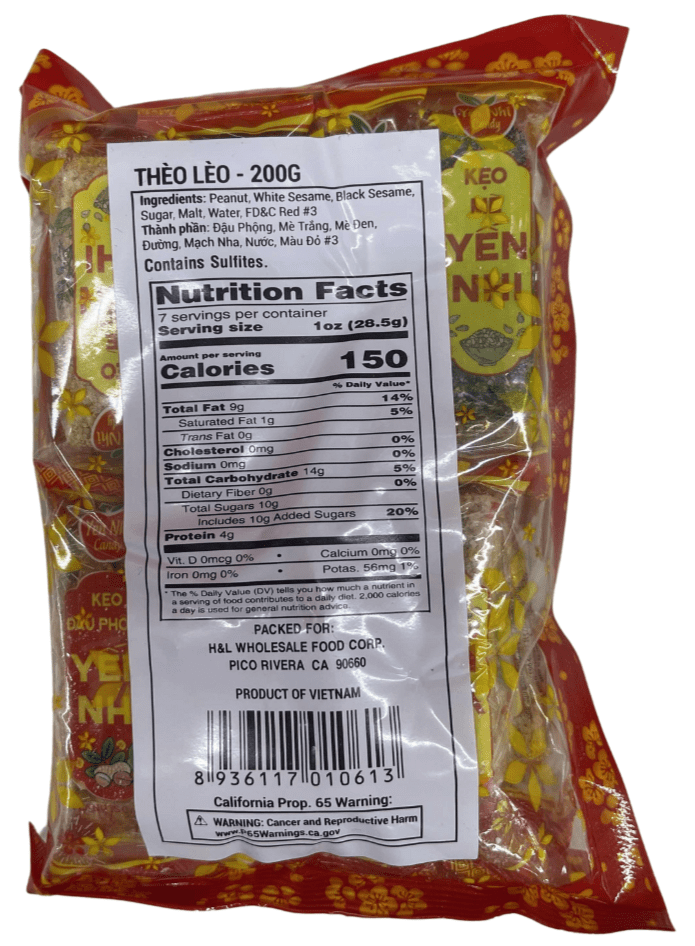 THÈO LÈO - 200G
Ingredients: Peanut, White Sesame, Black Sesame,
Sugar, Malt, Water, FD&C Red #3
Thành phần: Đậu Phộng, Mè Trắng, Mè Đen,
Đường, Mạch Nha, Nước, Màu Đỏ #3
Contains Sulfites.
Nutrition Facts
7 servings per container
Serving size 1oz (28.5g)
Amount per serving
Calories 150
% Daily Value*
Total Fat 9g 14%
Saturated Fat 1g 5%
Trans Fat 0g
Cholesterol 0mg 0%
Sodium 0mg 0%
Total Carbohydrate 14g 5%
Dietary Fiber 0g 0%
Total Sugars 10g
Includes 10g Added Sugars 20%
Protein 4g
Vit. D 0mcg 0% • Calcium 0mg 0%
Iron 0mg 0% • Potas. 56mg 1%
* The % Daily Value (DV) tells you how much a nutrient in
a serving of food contributes to a daily diet. 2,000 calories
a day is used for general nutrition advice.
PACKED FOR:
H&L WHOLESALE FOOD CORP.
PICO RIVERA CA 90660
PRODUCT OF VIETNAM
8 936117 010613
California Prop. 65 Warning:
WARNING: Cancer and Reproductive Harm
www.P65Warnings.ca.gov
Yến Nhi
Candy
KẸO
YẾN
NHI
Yến Nh
Candy
KẸO
ĐẬU PHỘ
YẾ
NH